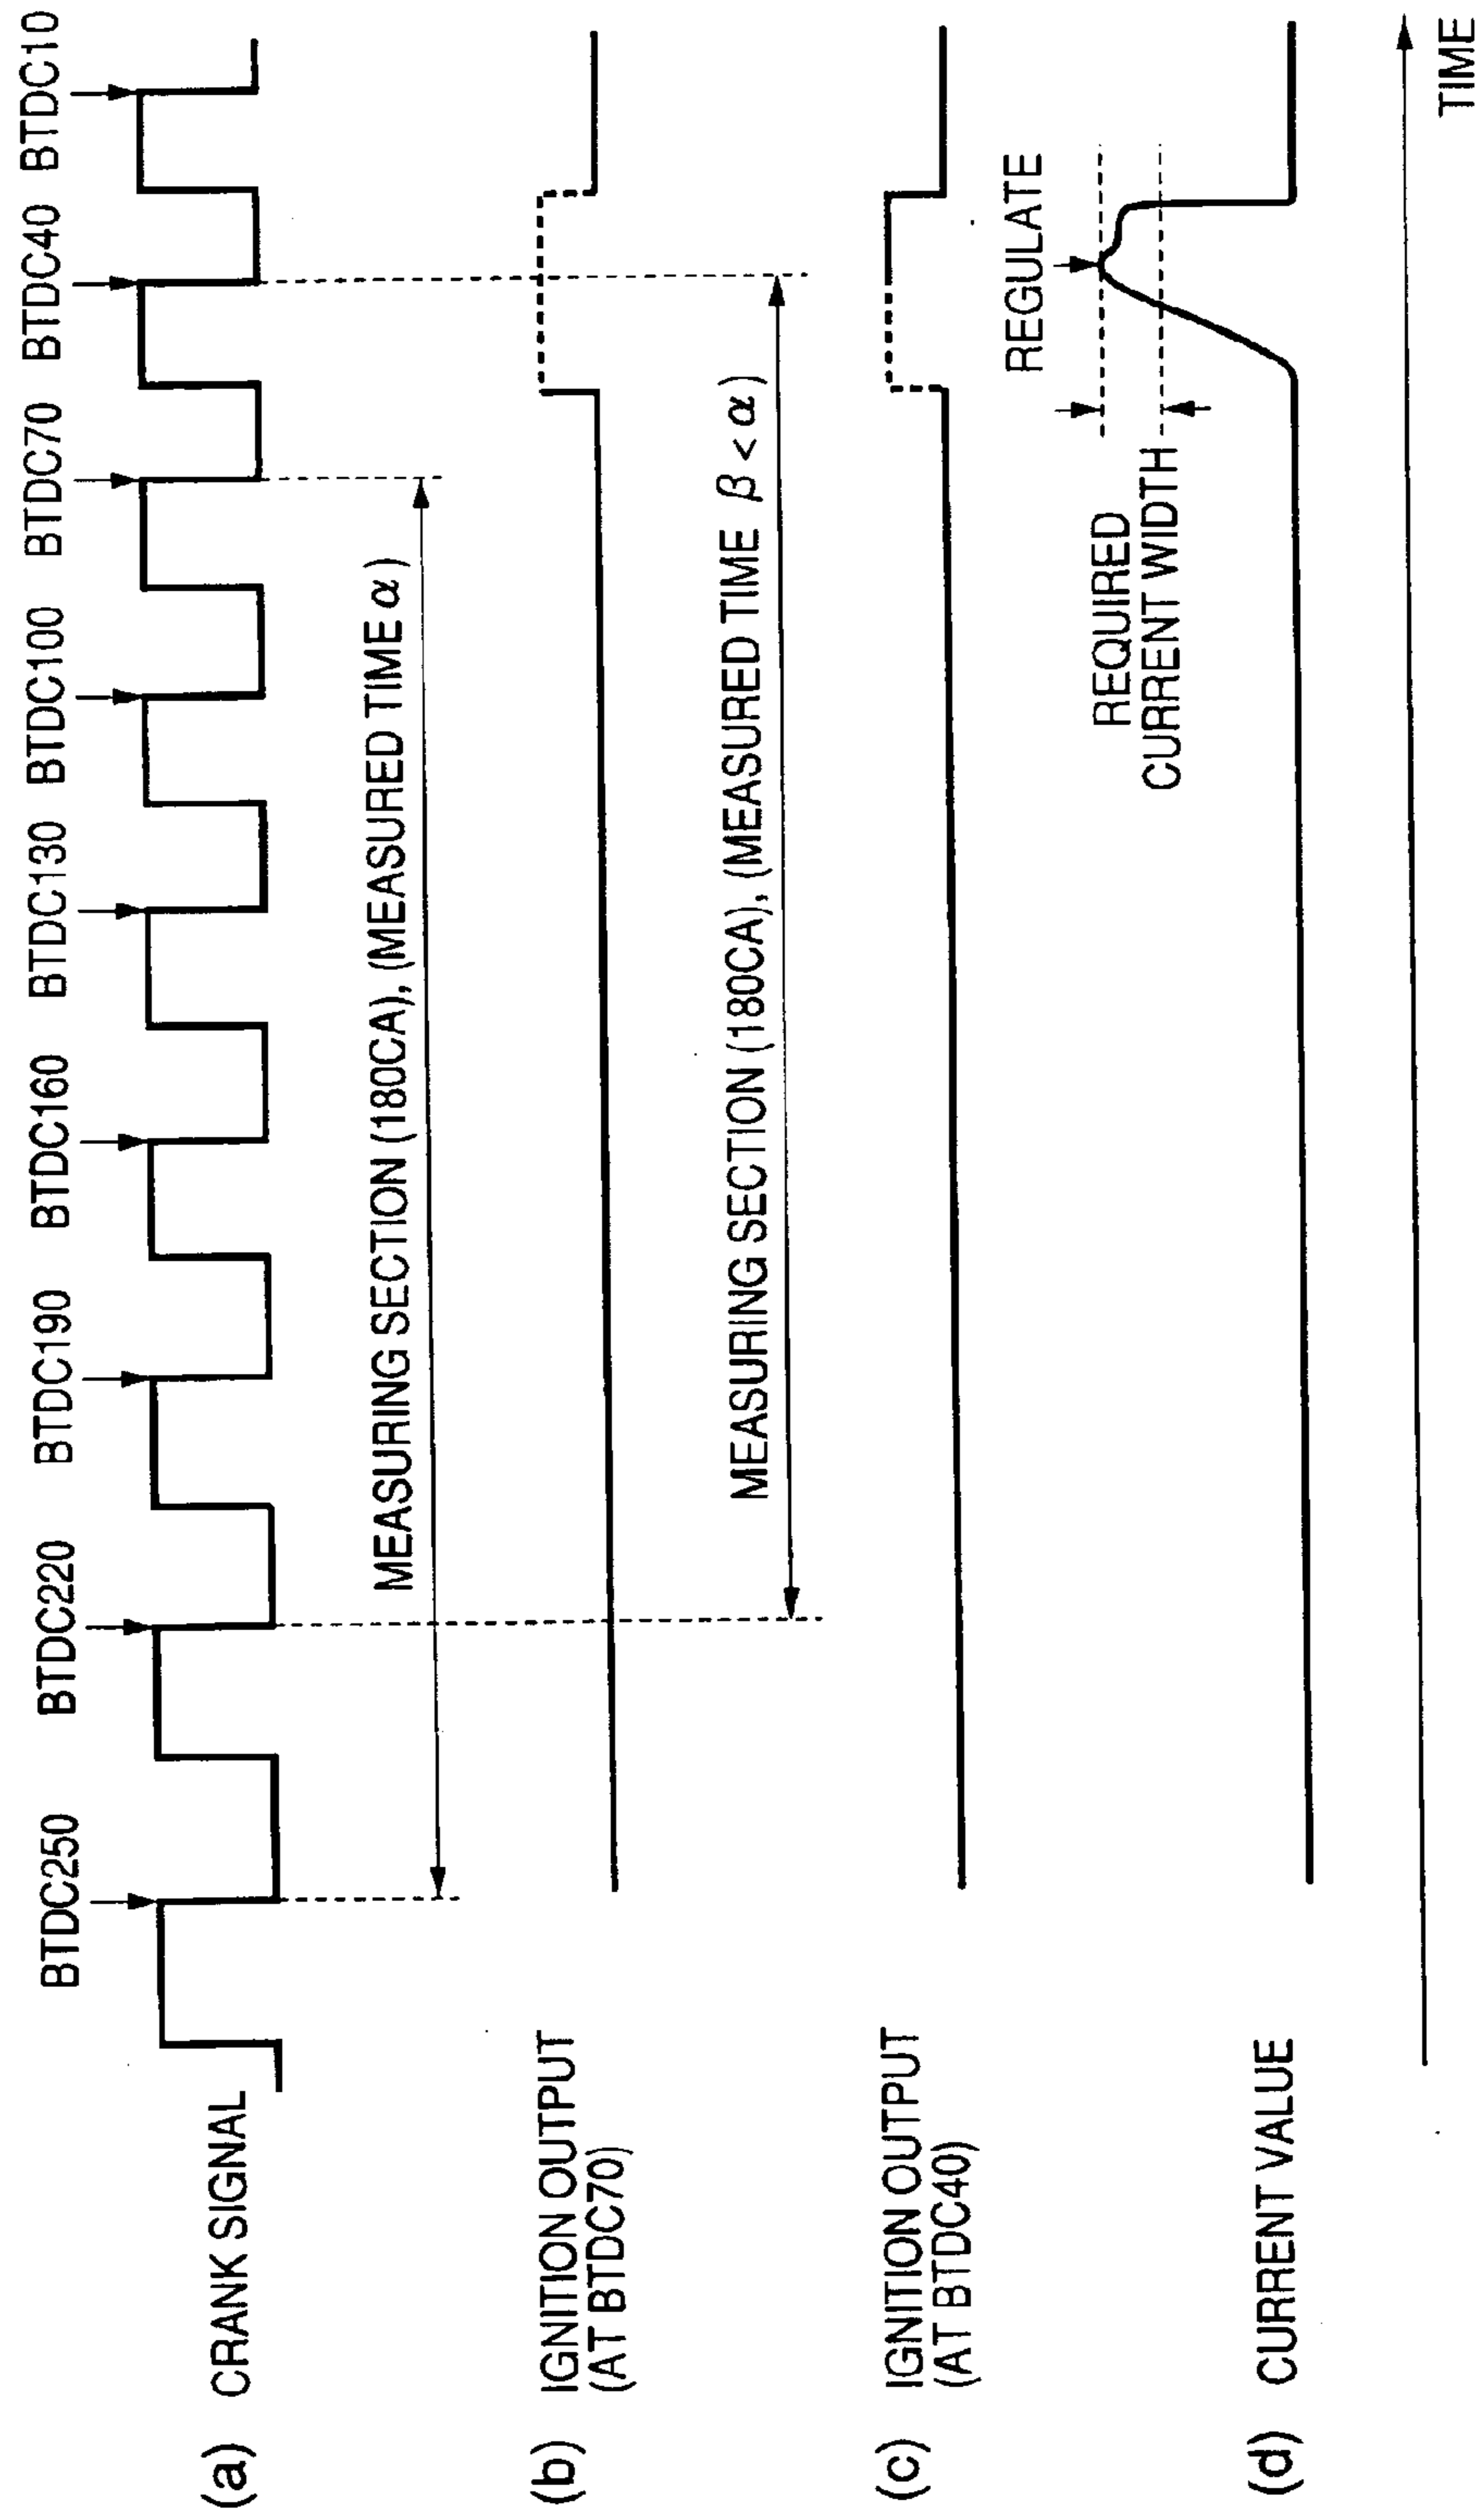 BTDC250 BTDC220 BTDC190 BTDC160 BTDC130 BTDC100 BTDC70 BTDC40 BTDC10
(a) CRANK SIGNAL
MEASURING SECTION (180CA), (MEASURED TIME α)
(b) IGNITION OUTPUT
(AT BTDC70)
MEASURING SECTION (180CA), (MEASURED TIME β < α)
(c) IGNITION OUTPUT
(AT BTDC40)
REGULATE
REQUIRED
CURRENT WIDTH
(d) CURRENT VALUE
TIME